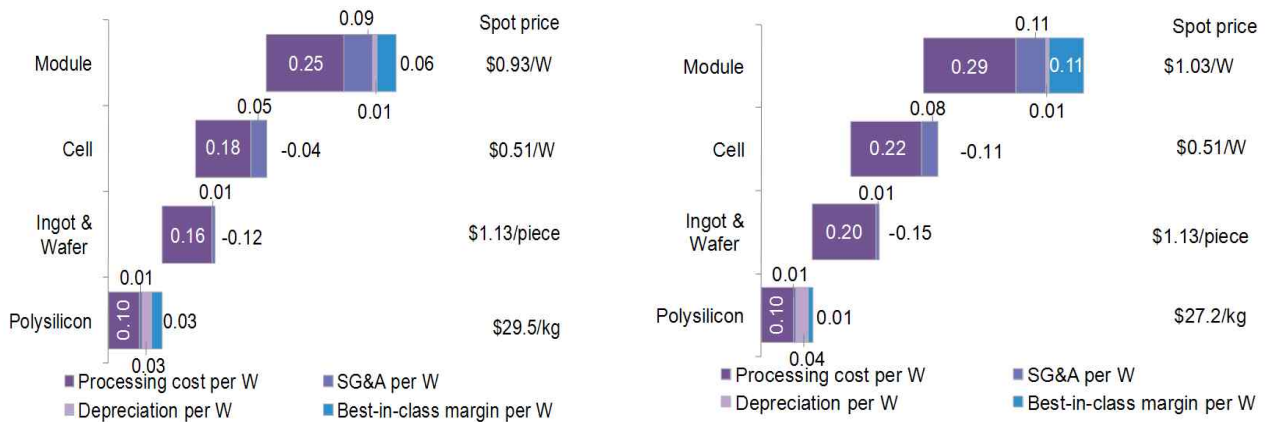 0.09
Spot price
Module
0.25
0.06
$0.93/W
0.01
0.05
Cell
0.18
-0.04
$0.51/W
0.01
Ingot &
Wafer
0.16
-0.12
$1.13/piece
0.01
Polysilicon
0.10
0.03
$29.5/kg
0.03
Processing cost per W
SG&A per W
Depreciation per W
Best-in-class margin per W
0.11
Spot price
Module
0.29
0.11
$1.03/W
0.01
0.08
Cell
0.22
-0.11
$0.51/W
0.01
Ingot &
Wafer
0.20
-0.15
$1.13/piece
0.01
Polysilicon
0.10
0.01
$27.2/kg
0.04
Processing cost per W
SG&A per W
Depreciation per W
Best-in-class margin per W